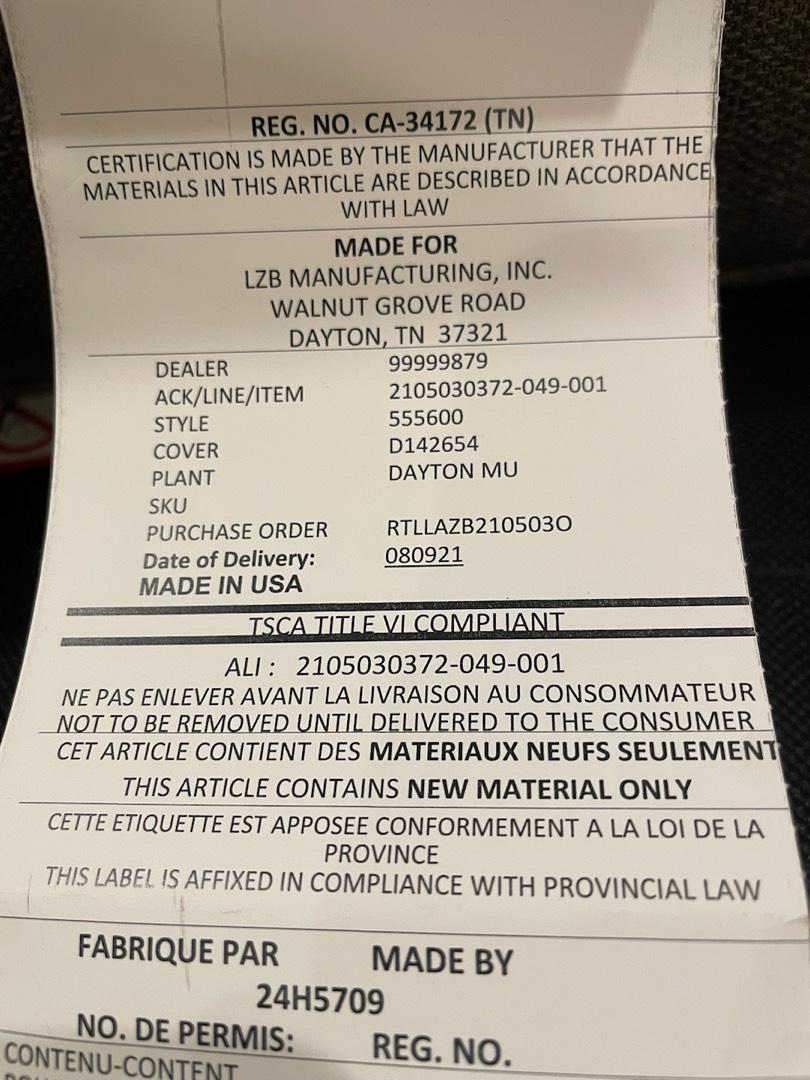 REG. NO. CA-34172 (TN)
CERTIFICATION IS MADE BY THE MANUFACTURER THAT THE
MATERIALS IN THIS ARTICLE ARE DESCRIBED IN ACCORDANCE
WITH LAW
MADE FOR
LZB MANUFACTURING, INC.
WALNUT GROVE ROAD
DAYTON, TN 37321
DEALER 99999879
ACK/LINE/ITEM 2105030372-049-001
STYLE 555600
COVER D142654
PLANT DAYTON MU
SKU
PURCHASE ORDER RTLLAZB210503O
Date of Delivery: 080921
MADE IN USA
TSCA TITLE VI COMPLIANT
ALI : 2105030372-049-001
NE PAS ENLEVER AVANT LA LIVRAISON AU CONSOMMATEUR
NOT TO BE REMOVED UNTIL DELIVERED TO THE CONSUMER
CET ARTICLE CONTIENT DES MATERIAUX NEUFS SEULEMENT
THIS ARTICLE CONTAINS NEW MATERIAL ONLY
CETTE ETIQUETTE EST APPOSEE CONFORMEMENT A LA LOI DE LA
PROVINCE
THIS LABEL IS AFFIXED IN COMPLIANCE WITH PROVINCIAL LAW
FABRIQUE PAR MADE BY
24H5709
NO. DE PERMIS: REG. NO.
CONTENU-CONTENT